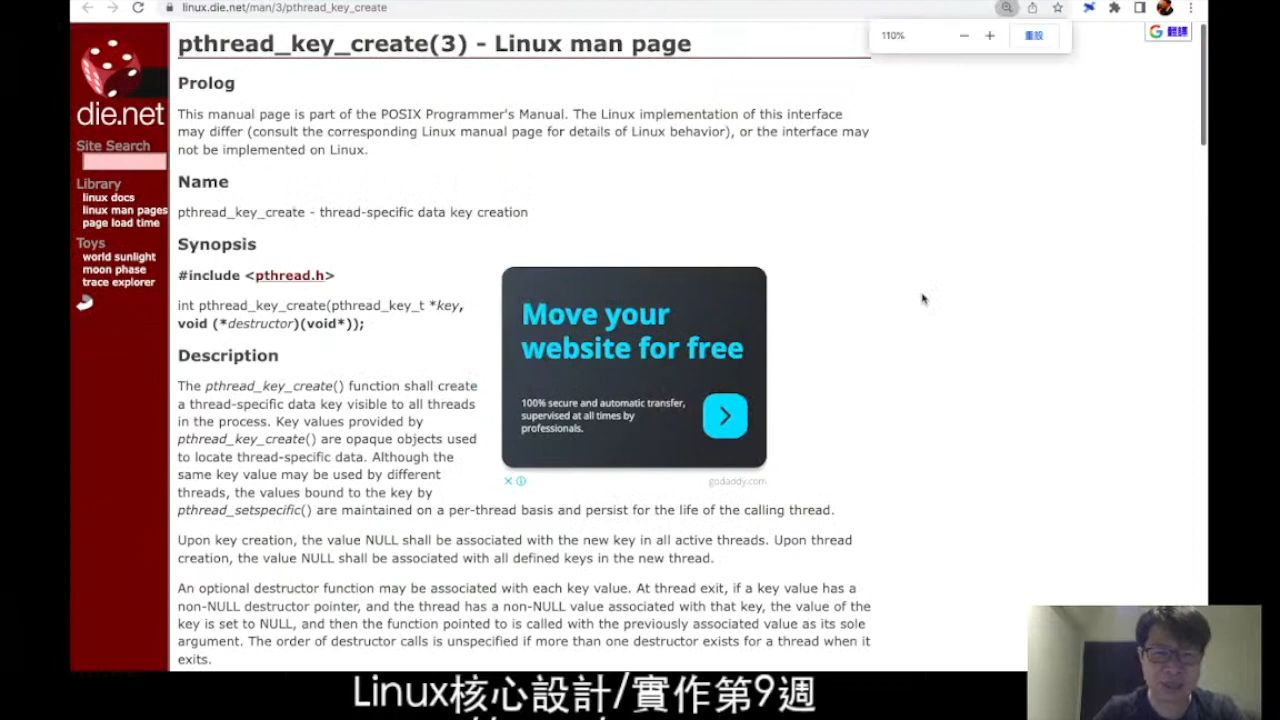 linux.die.net/man/3/pthread_key_create
110%
重設
翻譯
die.net
Site Search
Library
linux docs
linux man pages
page load time
Toys
world sunlight
moon phase
trace explorer
pthread_key_create(3) - Linux man page
Prolog
This manual page is part of the POSIX Programmer's Manual. The Linux implementation of this interface
may differ (consult the corresponding Linux manual page for details of Linux behavior), or the interface may
not be implemented on Linux.
Name
pthread_key_create - thread-specific data key creation
Synopsis
#include <pthread.h>
int pthread_key_create(pthread_key_t *key,
void (*destructor)(void*));
Description
The pthread_key_create() function shall create
a thread-specific data key visible to all threads
in the process. Key values provided by
pthread_key_create() are opaque objects used
to locate thread-specific data. Although the
same key value may be used by different
threads, the values bound to the key by
pthread_setspecific() are maintained on a per-thread basis and persist for the life of the calling thread.
Move your
website for free
100% secure and automatic transfer,
supervised at all times by
professionals.
godaddy.com
Upon key creation, the value NULL shall be associated with the new key in all active threads. Upon thread
creation, the value NULL shall be associated with all defined keys in the new thread.
An optional destructor function may be associated with each key value. At thread exit, if a key value has a
non-NULL destructor pointer, and the thread has a non-NULL value associated with that key, the value of the
key is set to NULL, and then the function pointed to is called with the previously associated value as its sole
argument. The order of destructor calls is unspecified if more than one destructor exists for a thread when it
exits.
Linux核心設計/實作第9週